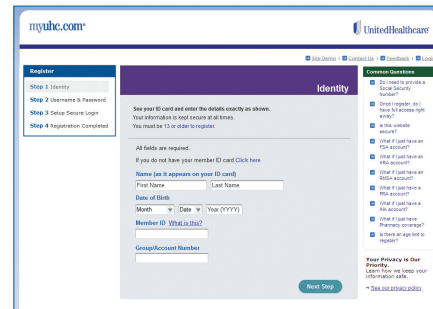 myuhc.com®
UnitedHealthcare
Site Demo | Contact Us | Feedback | Login
Register
Step 1 Identity
Step 2 Username & Password
Step 3 Setup Secure Login
Step 4 Registration Completed
Identity
See your ID card and enter the details exactly as shown.
Your information is kept secure at all times.
You must be 13 or older to register.
All fields are required.
If you do not have your member ID card Click here
Name (as it appears on your ID card)
First Name Last Name
Date of Birth
Month Date Year (YYYY)
Member ID What is this?
Group/Account Number
Next Step
Common Questions
Do I need to provide a
Social Security
Number?
Once I register, do I
have full access right
away?
Is this website
secure?
What if I just have an
FSA account?
What if I just have an
HRA account?
What if I just have an
RMSA account?
What if I just have a
PRA account?
What if I just have a
What if I just have
Pharmacy coverage?
Is there an age limit to
register?
Your Privacy is Our
Priority.
Learn how we keep your
information safe.
See our privacy policy